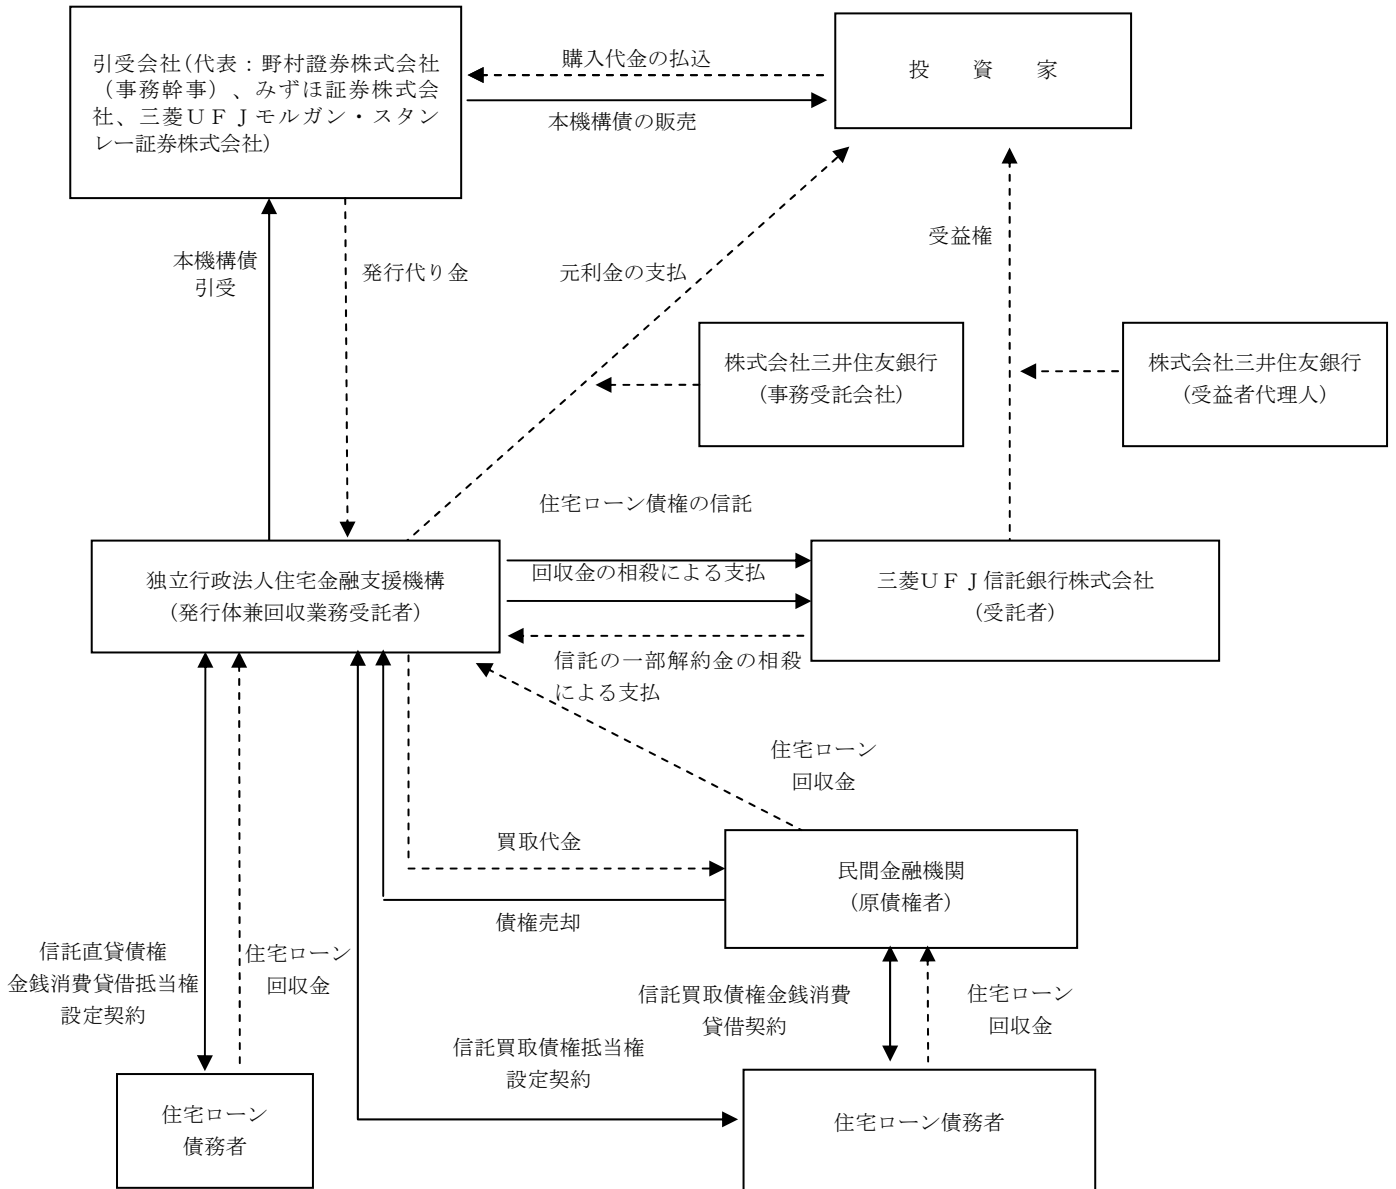 引受会社（代表：野村證券株式会社
（事務幹事）、みずほ証券株式会
社、三菱ＵＦＪモルガン・スタン
レー証券株式会社）
購入代金の払込
投　資　家
本機構債の販売
受益権
本機構債
引受
発行代り金
元利金の支払
株式会社三井住友銀行
（事務受託会社）
株式会社三井住友銀行
（受益者代理人）
住宅ローン債権の信託
独立行政法人住宅金融支援機構
（発行体兼回収業務受託者）
回収金の相殺による支払
三菱ＵＦＪ信託銀行株式会社
（受託者）
信託の一部解約金の相殺
による支払
住宅ローン
回収金
買取代金
民間金融機関
（原債権者）
債権売却
信託直貸債権
金銭消費貸借抵当権
設定契約
住宅ローン
回収金
信託買取債権金銭消費
貸借契約
住宅ローン
回収金
信託買取債権抵当権
設定契約
住宅ローン
債務者
住宅ローン債務者